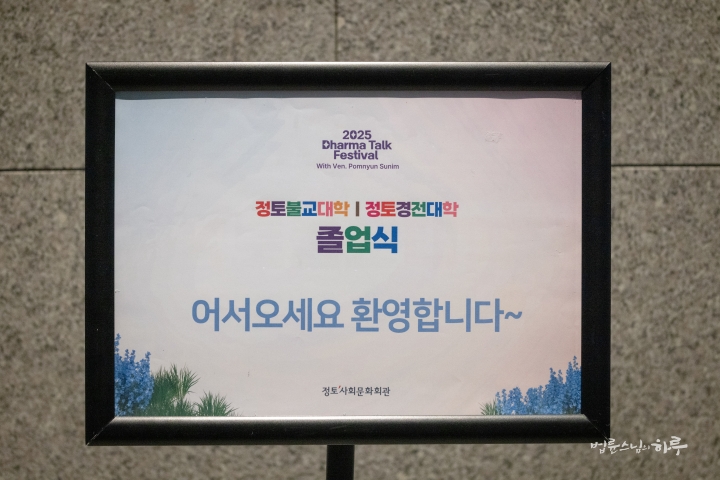 2025
Dharma Talk
Festival
With Ven. Pomnyun Sunim
정토불교대학 | 정토경전대학
졸업식
어서오세요 환영합니다~
정토사회문화회관
법륜스님의 하루